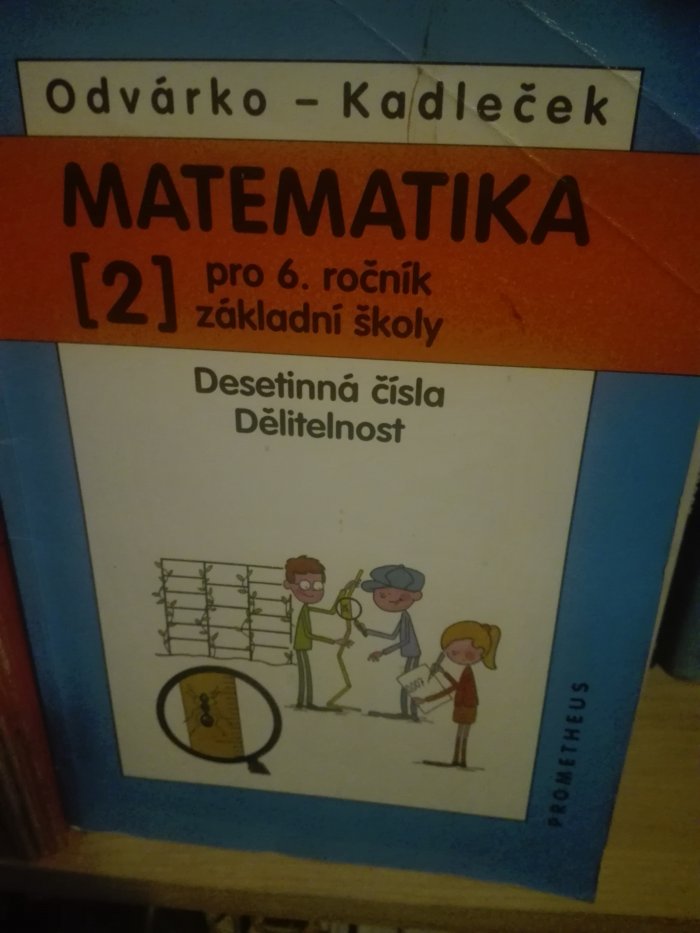 Odvárko – Kadleček
MATEMATIKA
[2] pro 6. ročník
základní školy
Desetinná čísla
Dělitelnost
PROMETHEUS